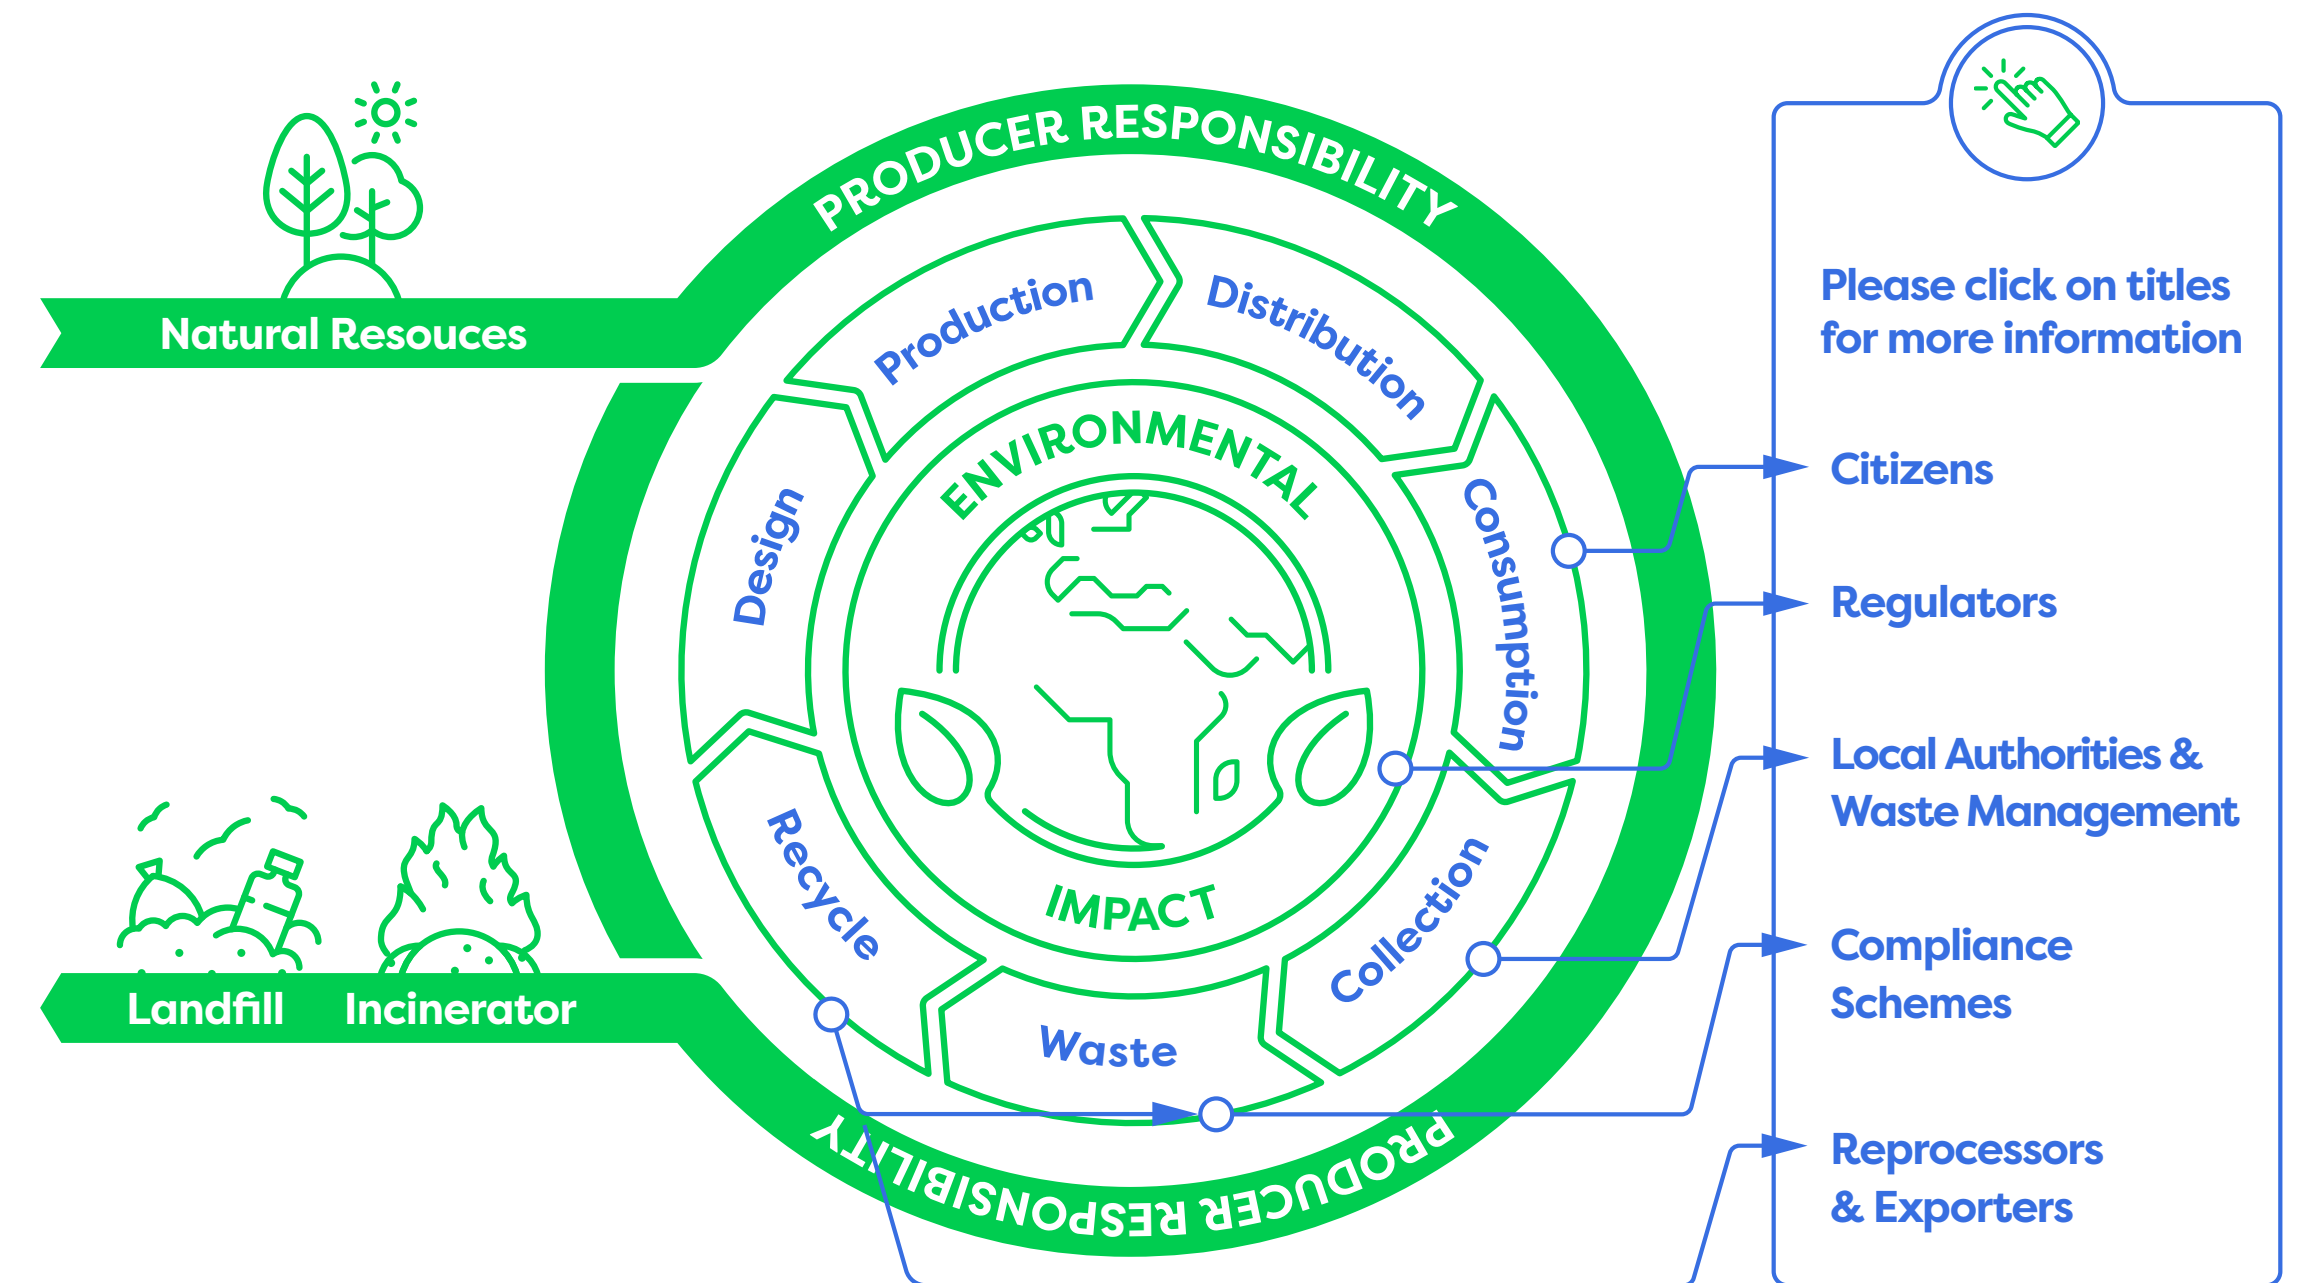 PRODUCER RESPONSIBILITY
Natural Resouces
Production
Distribution
Design
Consumption
ENVIRONMENTAL
IMPACT
Recycle
Collection
Waste
Landfill
Incinerator
PRODUCER RESPONSIBILITY
Please click on titles
for more information
Citizens
Regulators
Local Authorities &
Waste Management
Compliance
Schemes
Reprocessors
& Exporters